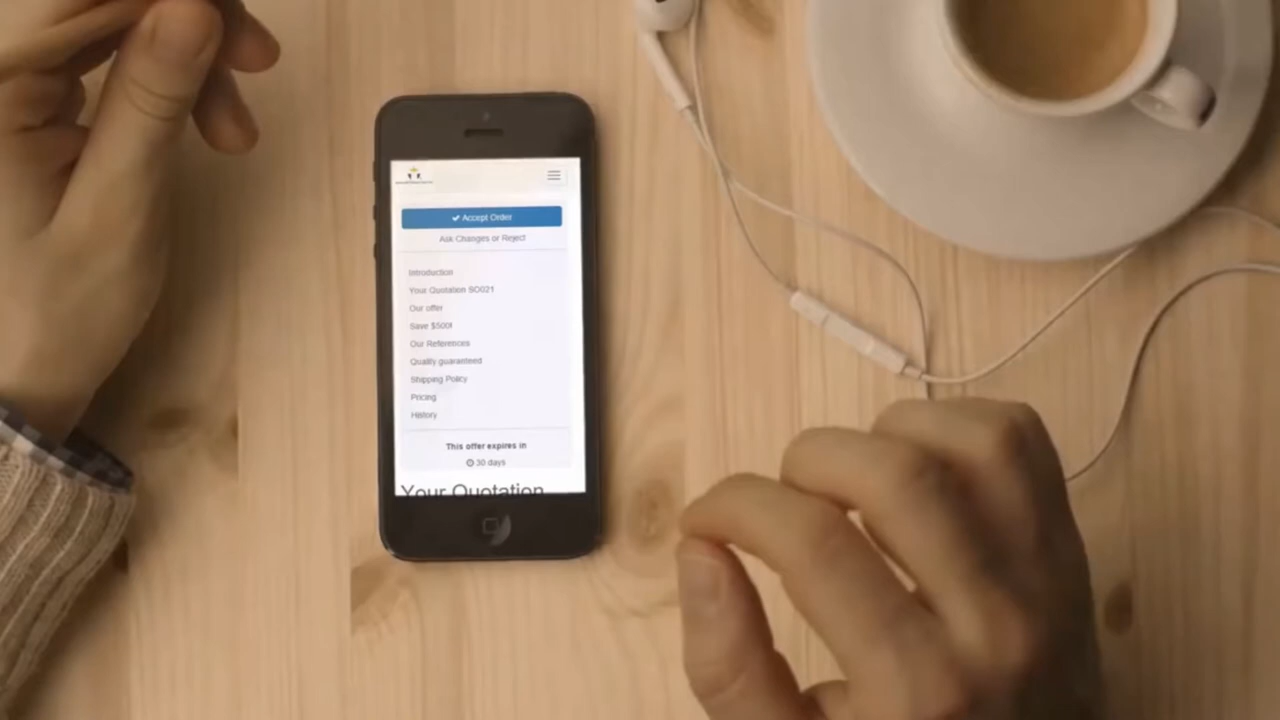 Accept Order
Ask Changes or Reject
Introduction
Your Quotation SO021
Our offer
Save $500!
Our References
Quality guaranteed
Shipping Policy
Pricing
History
This offer expires in
30 days
Your Quotation